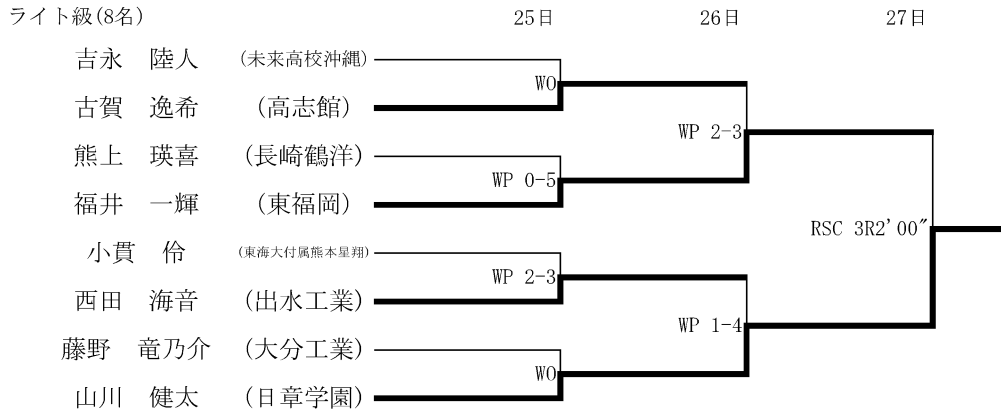 ライト級(8名) 25日 26日 27日
吉永 陸人 (未来高校沖縄)
WO
古賀 逸希 (高志館)
WP 2-3
熊上 瑛喜 (長崎鶴洋)
WP 0-5
福井 一輝 (東福岡)
RSC 3R2'00"
小貫 伶 (東海大付属熊本星翔)
WP 2-3
西田 海音 (出水工業)
WP 1-4
藤野 竜乃介 (大分工業)
WO
山川 健太 (日章学園)